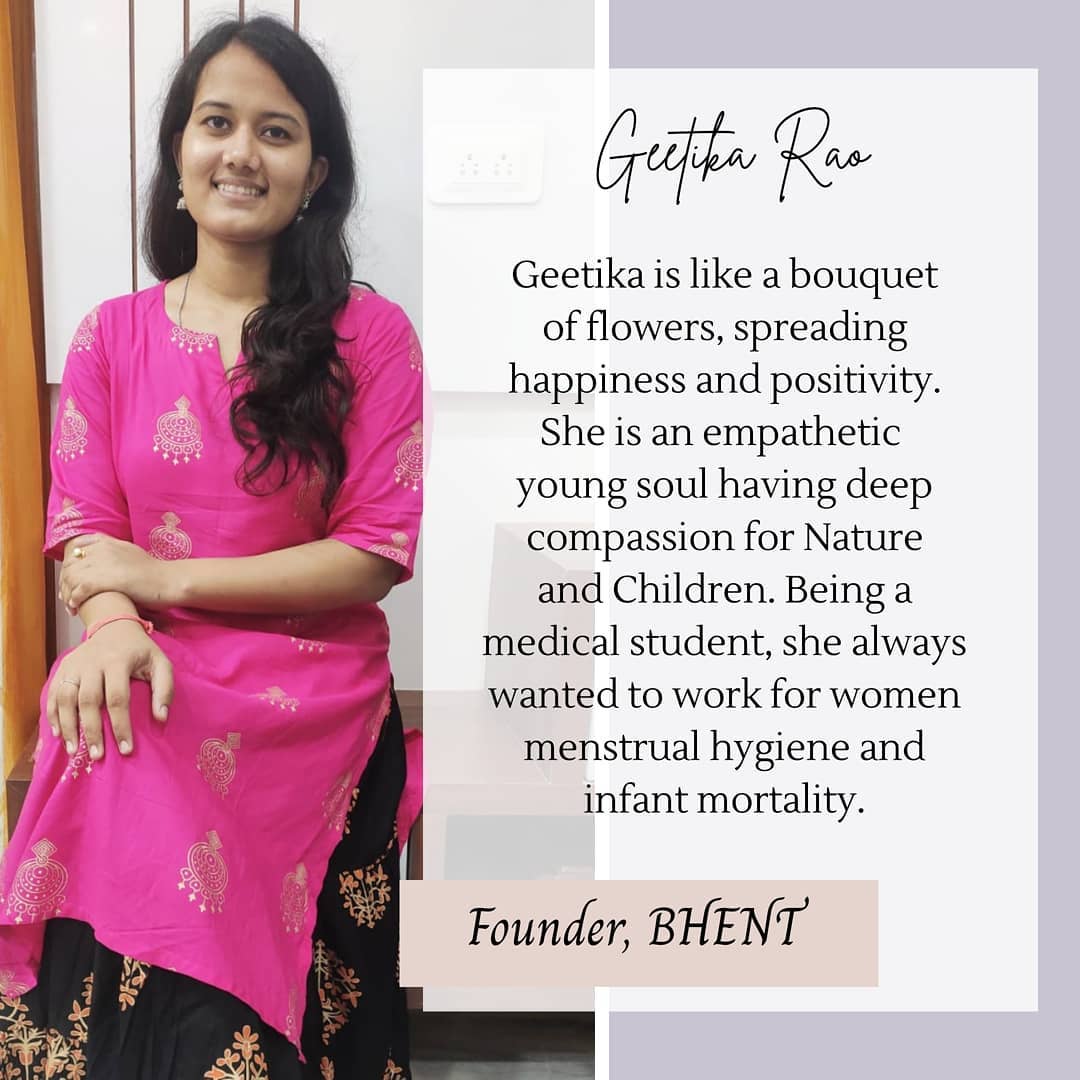 Geetika Rao
Geetika is like a bouquet
of flowers, spreading
happiness and positivity.
She is an empathetic
young soul having deep
compassion for Nature
and Children. Being a
medical student, she always
wanted to work for women
menstrual hygiene and
infant mortality.
Founder, BHENT